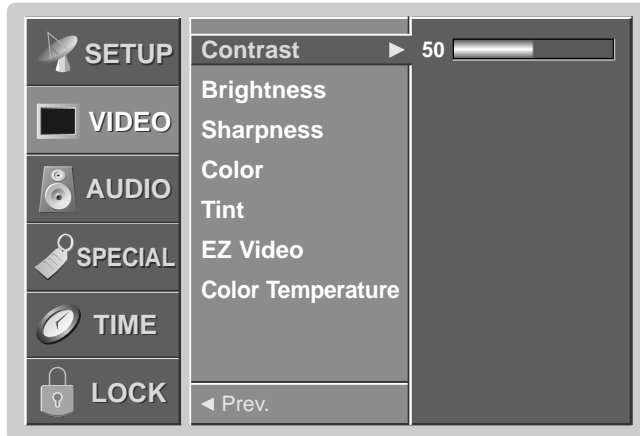 SETUP
VIDEO
AUDIO
SPECIAL
TIME
LOCK
Contrast ▶ 50
Brightness
Sharpness
Color
Tint
EZ Video
Color Temperature
◀ Prev.